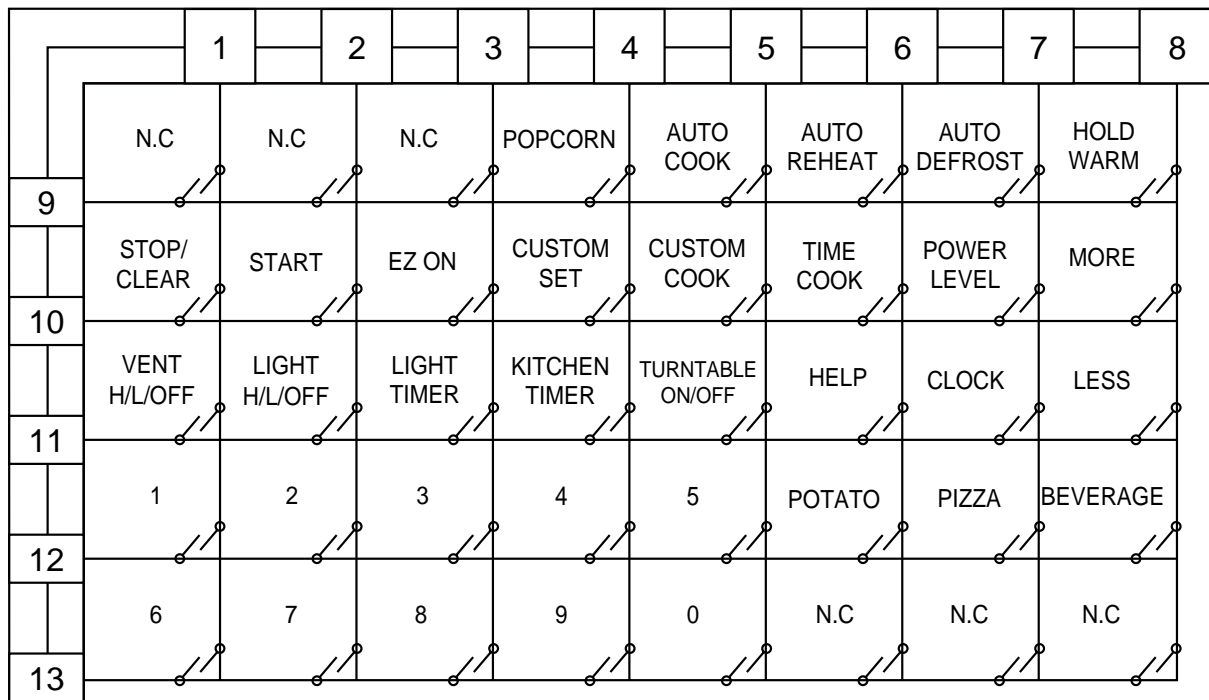 1 2 3 4 5 6 7 8
N.C N.C N.C POPCORN AUTO COOK AUTO REHEAT AUTO DEFROST HOLD WARM
9
STOP/ CLEAR START EZ ON CUSTOM SET CUSTOM COOK TIME COOK POWER LEVEL MORE
10
VENT H/L/OFF LIGHT H/L/OFF LIGHT TIMER KITCHEN TIMER TURNTABLE ON/OFF HELP CLOCK LESS
11
1 2 3 4 5 POTATO PIZZA BEVERAGE
12
6 7 8 9 0 N.C N.C N.C
13